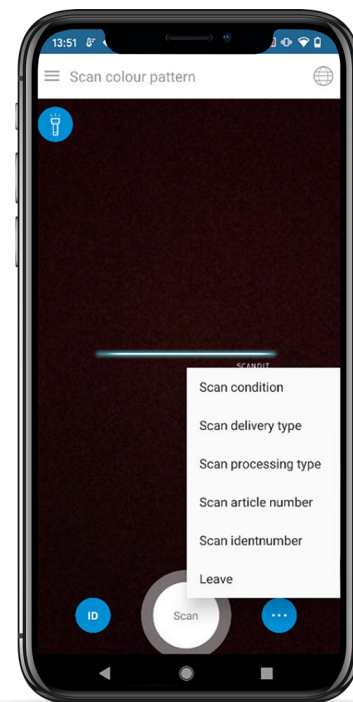 13:51
Scan colour pattern
SCANDIT
Scan condition
Scan delivery type
Scan processing type
Scan article number
Scan identnumber
Leave
ID
Scan